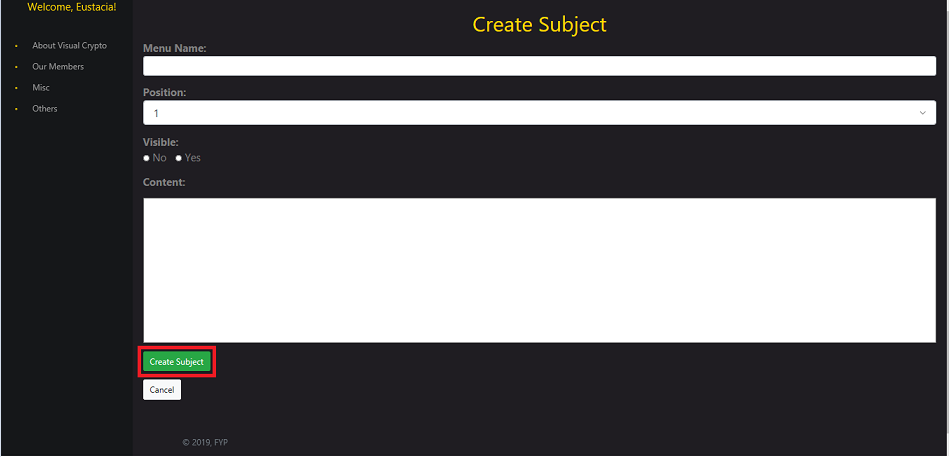 Welcome, Eustacia!
About Visual Crypto
Our Members
Misc
Others
Create Subject
Menu Name:
Position:
1
Visible:
No Yes
Content:
Create Subject
Cancel
© 2019, FYP